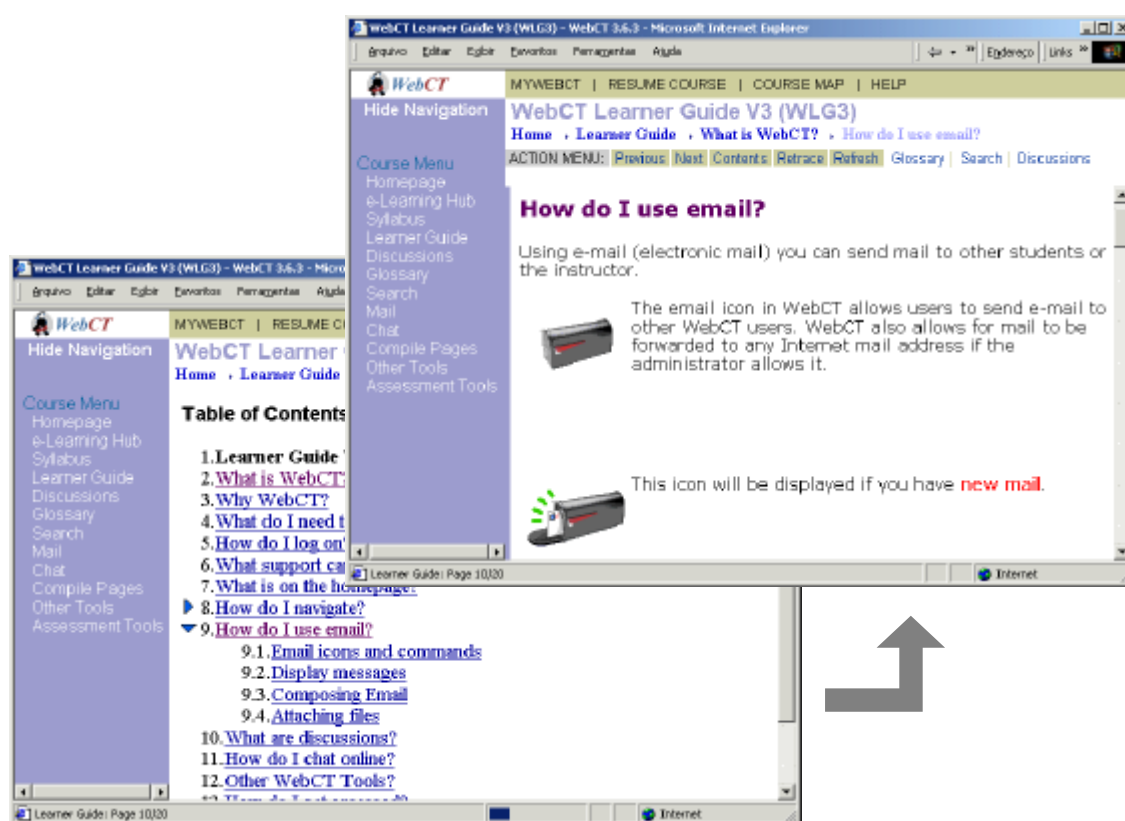 WebCT Learner Guide V3 (WLG3) - WebCT 3.6.3 - Microsoft Internet Explorer
Arquivo Editar Exibir Favoritos Ferramentas Ajuda » Endereço Links »
WebCT
MYWEBCT | RESUME COURSE | COURSE MAP | HELP
Hide Navigation
WebCT Learner Guide V3 (WLG3)
Home › Learner Guide › What is WebCT? › How do I use email?
ACTION MENU: Previous Next Contents Retrace Refresh Glossary | Search | Discussions
Course Menu
Homepage
e-Learning Hub
Syllabus
Learner Guide
Discussions
Glossary
Search
Mail
Chat
Compile Pages
Other Tools
Assessment Tools
How do I use email?
Using e-mail (electronic mail) you can send mail to other students or
the instructor.
The email icon in WebCT allows users to send e-mail to
other WebCT users. WebCT also allows for mail to be
forwarded to any Internet mail address if the
administrator allows it.
This icon will be displayed if you have new mail.
Learner Guide: Page 10/20 Internet
WebCT Learner Guide V3 (WLG3) - WebCT 3.6.3 - Micro
Arquivo Editar Exibir Favoritos Ferramentas Ajuda
WebCT
MYWEBCT | RESUME
Hide Navigation
WebCT Learner
Home › Learner Guide
Course Menu
Homepage
e-Learning Hub
Syllabus
Learner Guide
Discussions
Glossary
Search
Mail
Chat
Compile Pages
Other Tools
Assessment Tools
Table of Contents
1.Learner Guide
2.What is WebCT?
3.Why WebCT?
4.What do I need
5.How do I log on?
6.What support
7.What is on the homepage?
8.How do I navigate?
9.How do I use email?
9.1.Email icons and commands
9.2.Display messages
9.3.Composing Email
9.4.Attaching files
10.What are discussions?
11.How do I chat online?
12.Other WebCT Tools?
Learner Guide: Page 10/20 Internet